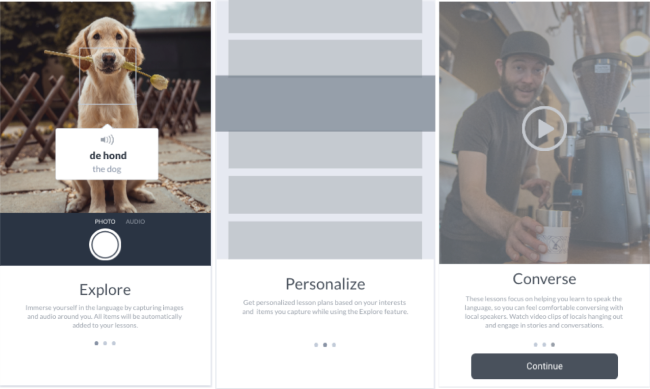 de hond
the dog
PHOTO AUDIO
Explore
Immerse yourself in the language by capturing images
and audio around you. All items will be automatically
added to your lessons.
Personalize
Get personalized lesson plans based on your interests
and items you capture while using the Explore feature.
Converse
These lessons focus on helping you learn to speak the
language, so you can feel comfortable conversing with
local speakers. Watch video clips of locals hanging out
and engage in stories and conversations.
Continue